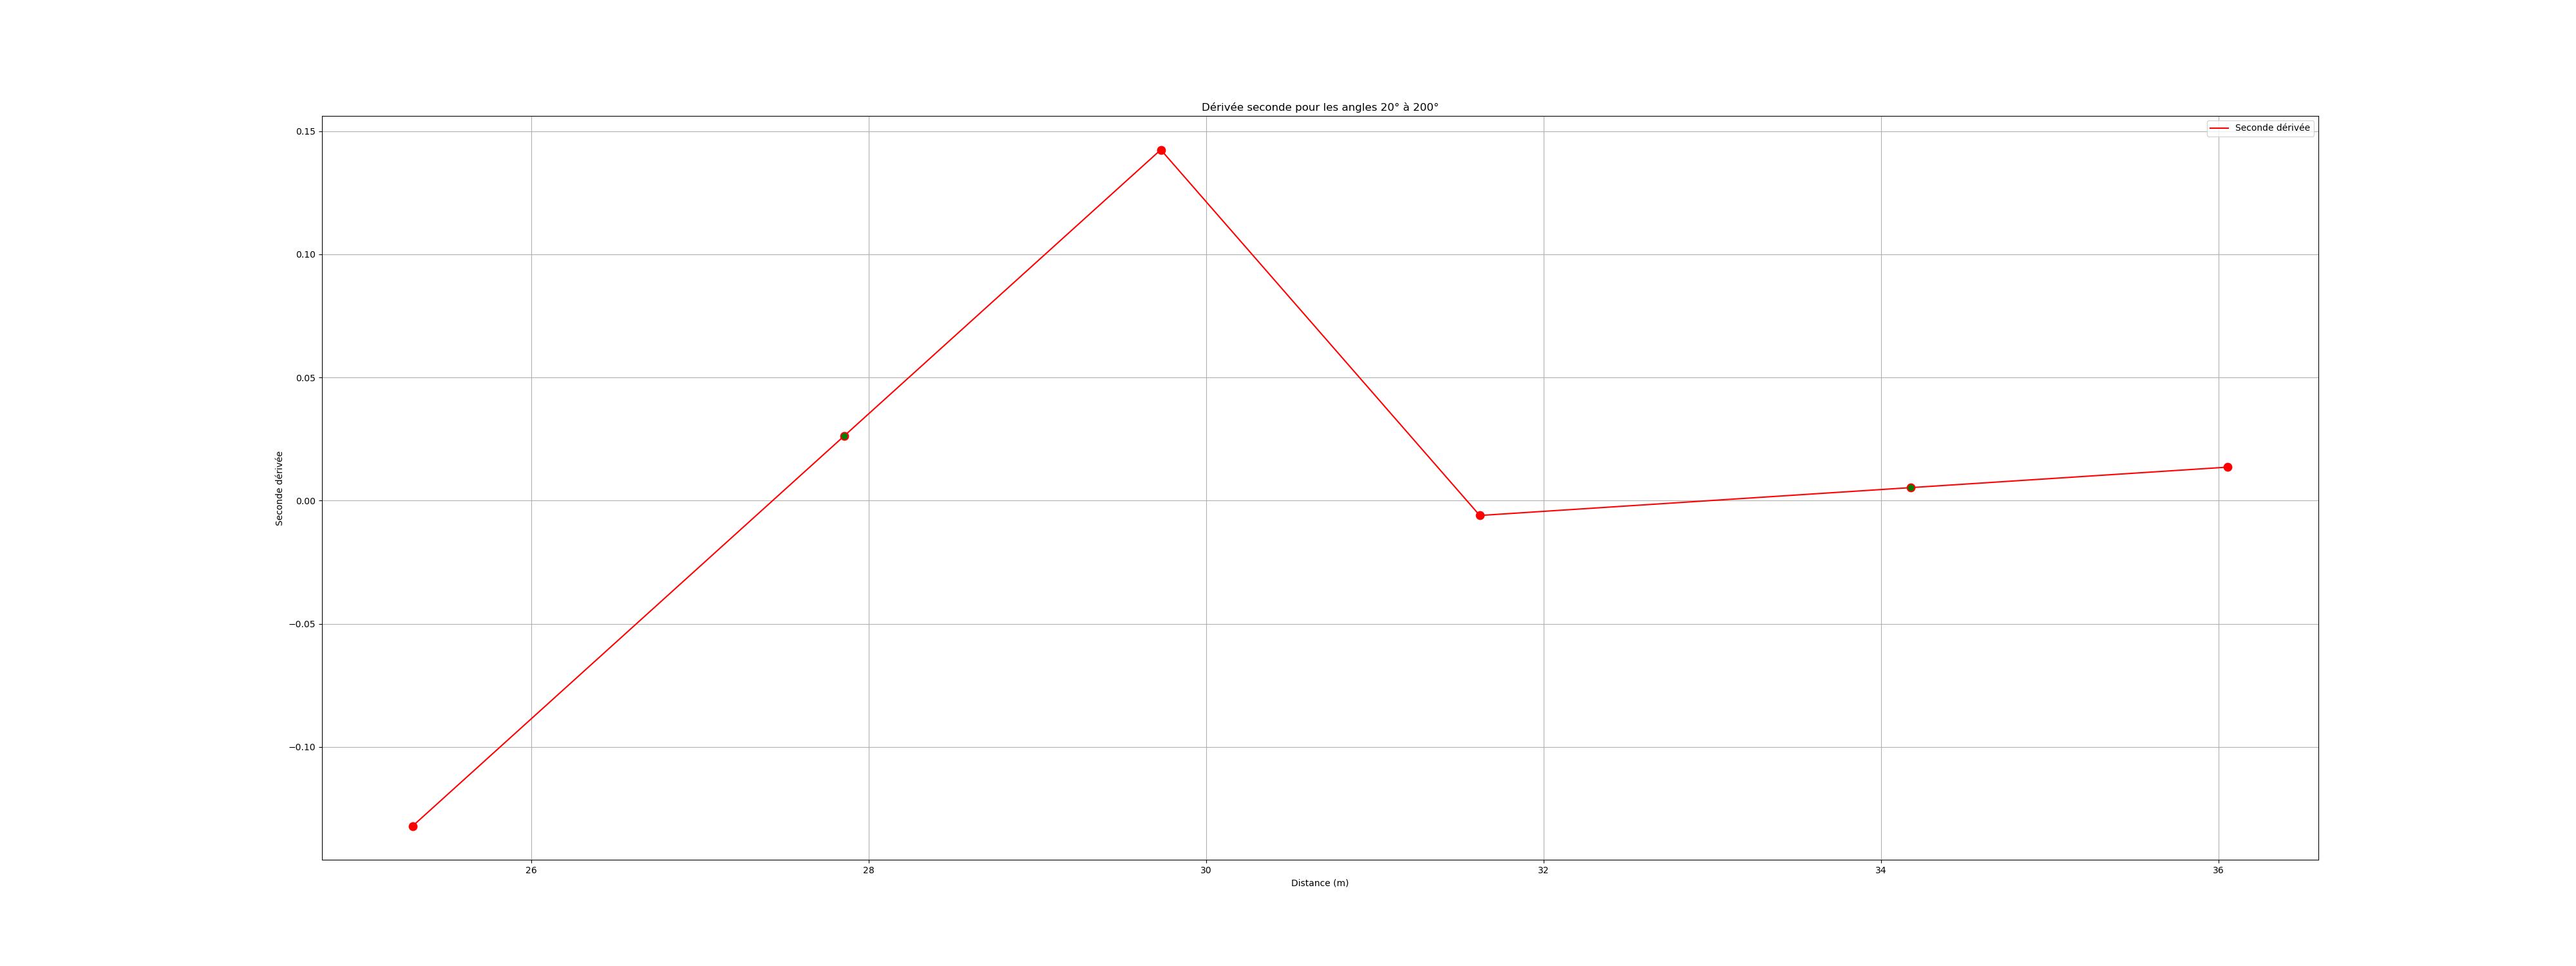 Dérivée seconde pour les angles 20° à 200°
Seconde dérivée
0.15
0.10
0.05
0.00
−0.05
−0.10
Seconde dérivée
26 28 30 32 34 36
Distance (m)